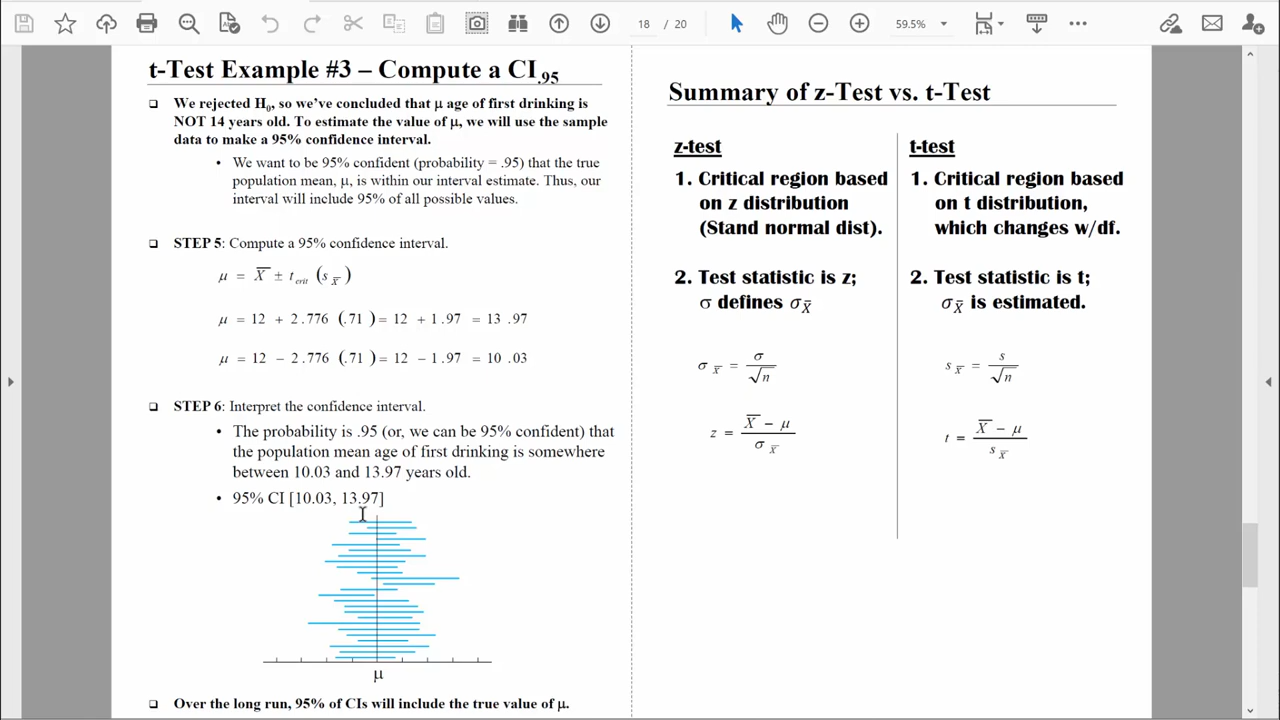 18 / 20
59.5%
t-Test Example #3 – Compute a CI.95
❑ We rejected H0, so we've concluded that μ age of first drinking is
NOT 14 years old. To estimate the value of μ, we will use the sample
data to make a 95% confidence interval.
• We want to be 95% confident (probability = .95) that the true
population mean, μ, is within our interval estimate. Thus, our
interval will include 95% of all possible values.
❑ STEP 5: Compute a 95% confidence interval.
μ = X̄ ± t crit (s X̄)
μ = 12 + 2.776 (.71) = 12 + 1.97 = 13.97
μ = 12 − 2.776 (.71) = 12 − 1.97 = 10.03
❑ STEP 6: Interpret the confidence interval.
• The probability is .95 (or, we can be 95% confident) that
the population mean age of first drinking is somewhere
between 10.03 and 13.97 years old.
• 95% CI [10.03, 13.97]
μ
❑ Over the long run, 95% of CIs will include the true value of μ.
Summary of z-Test vs. t-Test
z-test
1. Critical region based
on z distribution
(Stand normal dist).
2. Test statistic is z;
σ defines σX̄
σ X̄ = σ / √n
z = X̄ − μ / σ X̄
t-test
1. Critical region based
on t distribution,
which changes w/df.
2. Test statistic is t;
σX̄ is estimated.
s X̄ = s / √n
t = X̄ − μ / s X̄